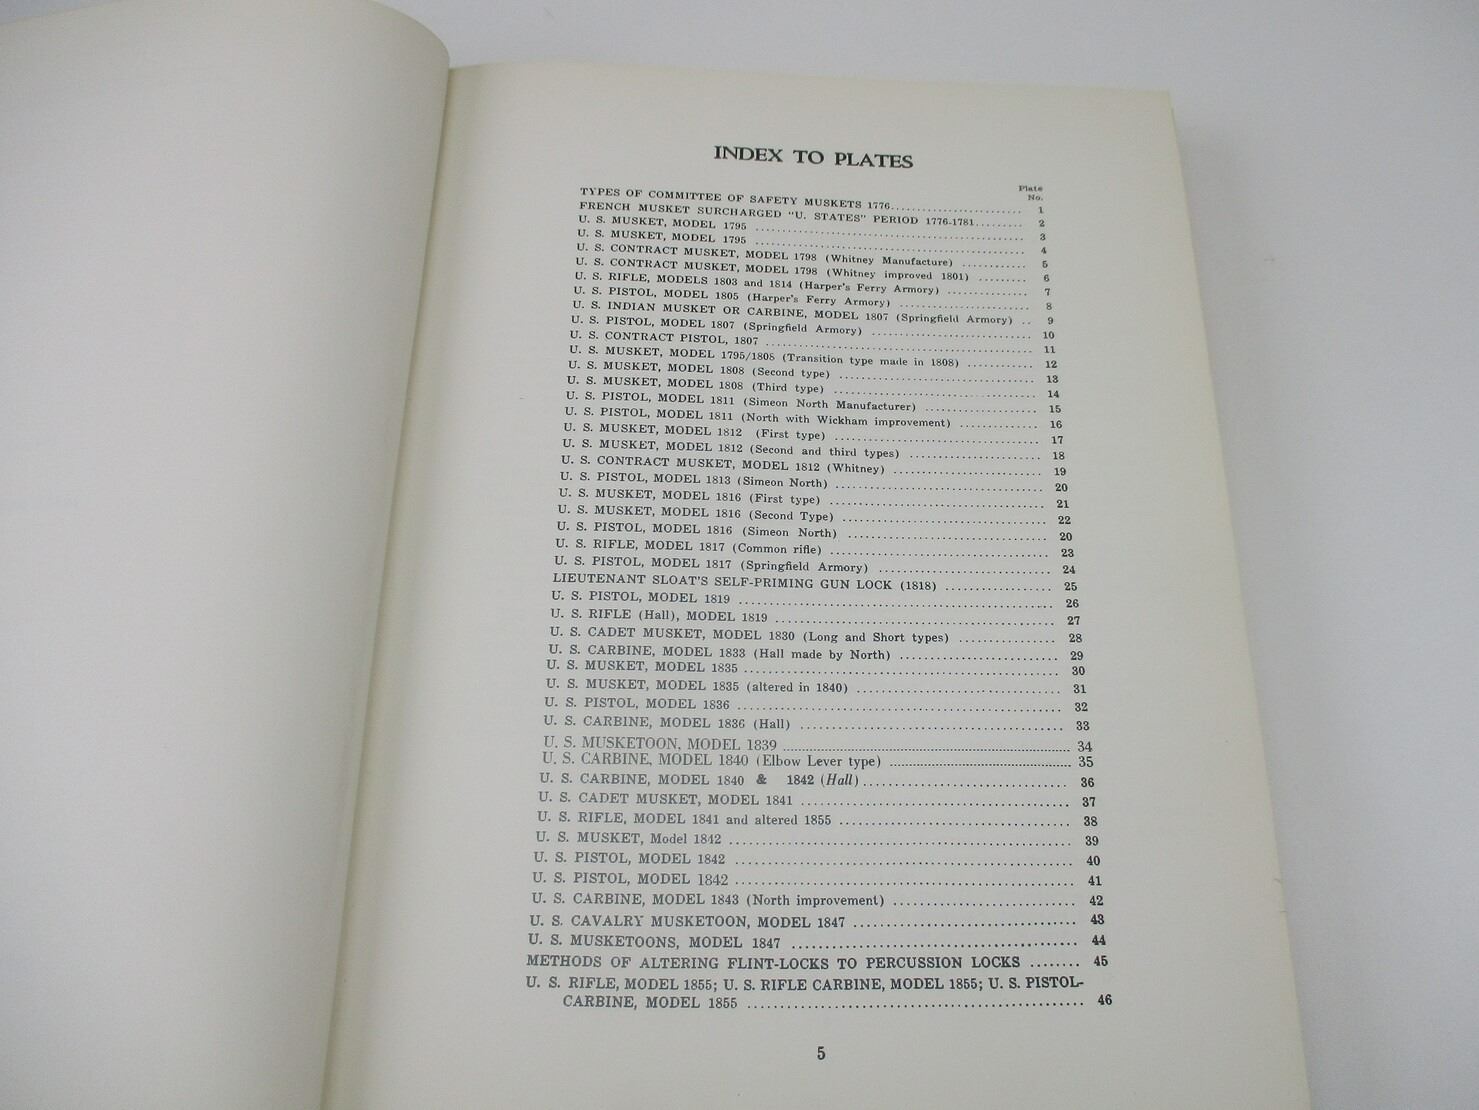 INDEX TO PLATES
Plate
No.
TYPES OF COMMITTEE OF SAFETY MUSKETS 1776 1
FRENCH MUSKET SURCHARGED "U. STATES" PERIOD 1776-1781 2
U. S. MUSKET, MODEL 1795 3
U. S. MUSKET, MODEL 1795 4
U. S. CONTRACT MUSKET, MODEL 1798 (Whitney Manufacture) 5
U. S. CONTRACT MUSKET, MODEL 1798 (Whitney improved 1801) 6
U. S. RIFLE, MODELS 1803 and 1814 (Harper's Ferry Armory) 7
U. S. PISTOL, MODEL 1805 (Harper's Ferry Armory) 8
U. S. INDIAN MUSKET OR CARBINE, MODEL 1807 (Springfield Armory) 9
U. S. PISTOL, MODEL 1807 (Springfield Armory) 10
U. S. CONTRACT PISTOL, 1807 11
U. S. MUSKET, MODEL 1795/1808 (Transition type made in 1808) 12
U. S. MUSKET, MODEL 1808 (Second type) 13
U. S. MUSKET, MODEL 1808 (Third type) 14
U. S. PISTOL, MODEL 1811 (Simeon North Manufacturer) 15
U. S. PISTOL, MODEL 1811 (North with Wickham improvement) 16
U. S. MUSKET, MODEL 1812 (First type) 17
U. S. MUSKET, MODEL 1812 (Second and third types) 18
U. S. CONTRACT MUSKET, MODEL 1812 (Whitney) 19
U. S. PISTOL, MODEL 1813 (Simeon North) 20
U. S. MUSKET, MODEL 1816 (First type) 21
U. S. MUSKET, MODEL 1816 (Second Type) 22
U. S. PISTOL, MODEL 1816 (Simeon North) 20
U. S. RIFLE, MODEL 1817 (Common rifle) 23
U. S. PISTOL, MODEL 1817 (Springfield Armory) 24
LIEUTENANT SLOAT'S SELF-PRIMING GUN LOCK (1818) 25
U. S. PISTOL, MODEL 1819 26
U. S. RIFLE (Hall), MODEL 1819 27
U. S. CADET MUSKET, MODEL 1830 (Long and Short types) 28
U. S. CARBINE, MODEL 1833 (Hall made by North) 29
U. S. MUSKET, MODEL 1835 30
U. S. MUSKET, MODEL 1835 (altered in 1840) 31
U. S. PISTOL, MODEL 1836 32
U. S. CARBINE, MODEL 1836 (Hall) 33
U. S. MUSKETOON, MODEL 1839 34
U. S. CARBINE, MODEL 1840 (Elbow Lever type) 35
U. S. CARBINE, MODEL 1840 & 1842 (Hall) 36
U. S. CADET MUSKET, MODEL 1841 37
U. S. RIFLE, MODEL 1841 and altered 1855 38
U. S. MUSKET, Model 1842 39
U. S. PISTOL, MODEL 1842 40
U. S. PISTOL, MODEL 1842 41
U. S. CARBINE, MODEL 1843 (North improvement) 42
U. S. CAVALRY MUSKETOON, MODEL 1847 43
U. S. MUSKETOONS, MODEL 1847 44
METHODS OF ALTERING FLINT-LOCKS TO PERCUSSION LOCKS 45
U. S. RIFLE, MODEL 1855; U. S. RIFLE CARBINE, MODEL 1855; U. S. PISTOL-
CARBINE, MODEL 1855 46
5